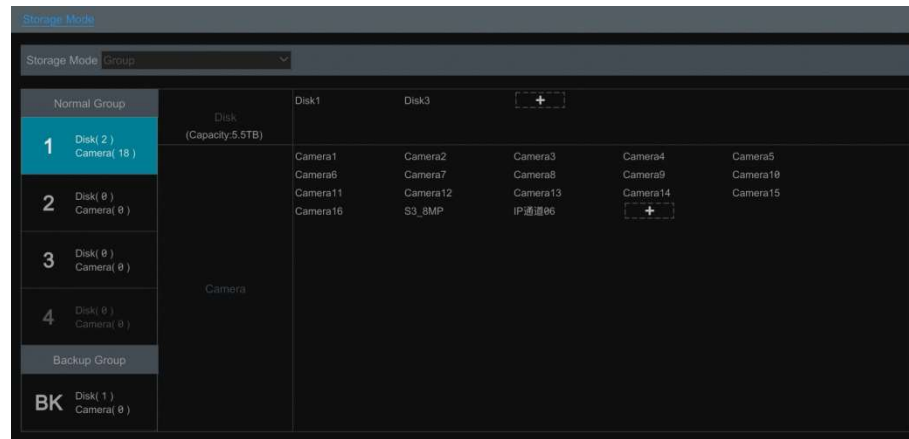 Storage Mode
Storage Mode Group
Normal Group
1 Disk( 2 )
Camera( 18 )
2 Disk( 0 )
Camera( 0 )
3 Disk( 0 )
Camera( 0 )
4 Disk( 0 )
Camera( 0 )
Backup Group
BK Disk( 1 )
Camera( 0 )
Disk
(Capacity:5.5TB)
Disk1 Disk3 +
Camera
Camera1 Camera2 Camera3 Camera4 Camera5
Camera6 Camera7 Camera8 Camera9 Camera10
Camera11 Camera12 Camera13 Camera14 Camera15
Camera16 S3_8MP IP通道06 +